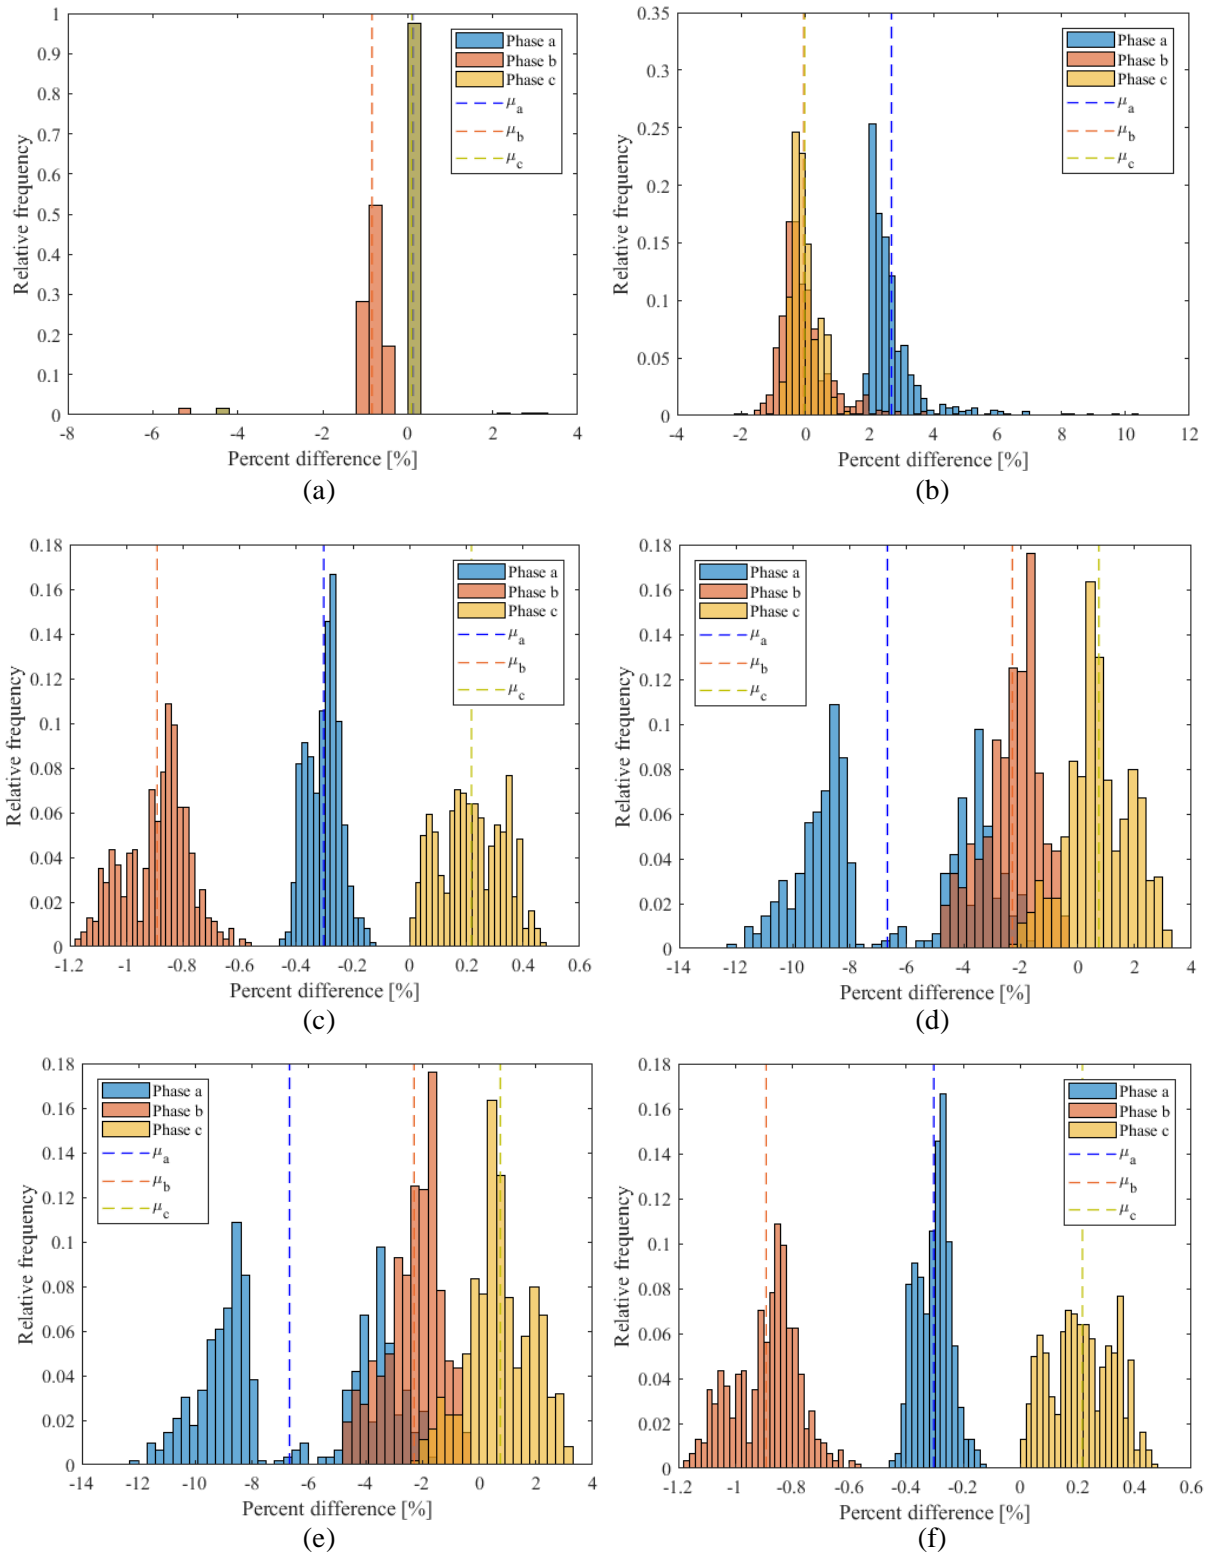 1
0.9
0.8
0.7
0.6
0.5
0.4
0.3
0.2
0.1
0
Relative frequency
Phase a
Phase b
Phase c
μa
μb
μc
-8 -6 -4 -2 0 2 4
Percent difference [%]
(a)
0.35
0.3
0.25
0.2
0.15
0.1
0.05
0
Relative frequency
Phase a
Phase b
Phase c
μa
μb
μc
-4 -2 0 2 4 6 8 10 12
Percent difference [%]
(b)
0.18
0.16
0.14
0.12
0.1
0.08
0.06
0.04
0.02
0
Relative frequency
Phase a
Phase b
Phase c
μa
μb
μc
-1.2 -1 -0.8 -0.6 -0.4 -0.2 0 0.2 0.4 0.6
Percent difference [%]
(c)
0.18
0.16
0.14
0.12
0.1
0.08
0.06
0.04
0.02
0
Relative frequency
Phase a
Phase b
Phase c
μa
μb
μc
-14 -12 -10 -8 -6 -4 -2 0 2 4
Percent difference [%]
(d)
0.18
0.16
0.14
0.12
0.1
0.08
0.06
0.04
0.02
0
Relative frequency
Phase a
Phase b
Phase c
μa
μb
μc
-14 -12 -10 -8 -6 -4 -2 0 2 4
Percent difference [%]
(e)
0.18
0.16
0.14
0.12
0.1
0.08
0.06
0.04
0.02
0
Relative frequency
Phase a
Phase b
Phase c
μa
μb
μc
-1.2 -1 -0.8 -0.6 -0.4 -0.2 0 0.2 0.4 0.6
Percent difference [%]
(f)